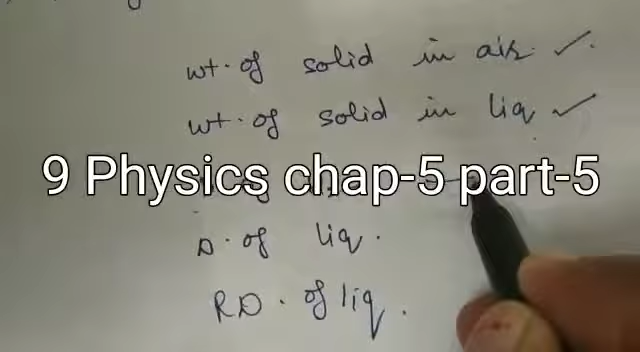 wt. of solid in air ✓.
wt. of solid in liq ✓
9 Physics chap-5 part-5
D. of liq.
RD. of liq.